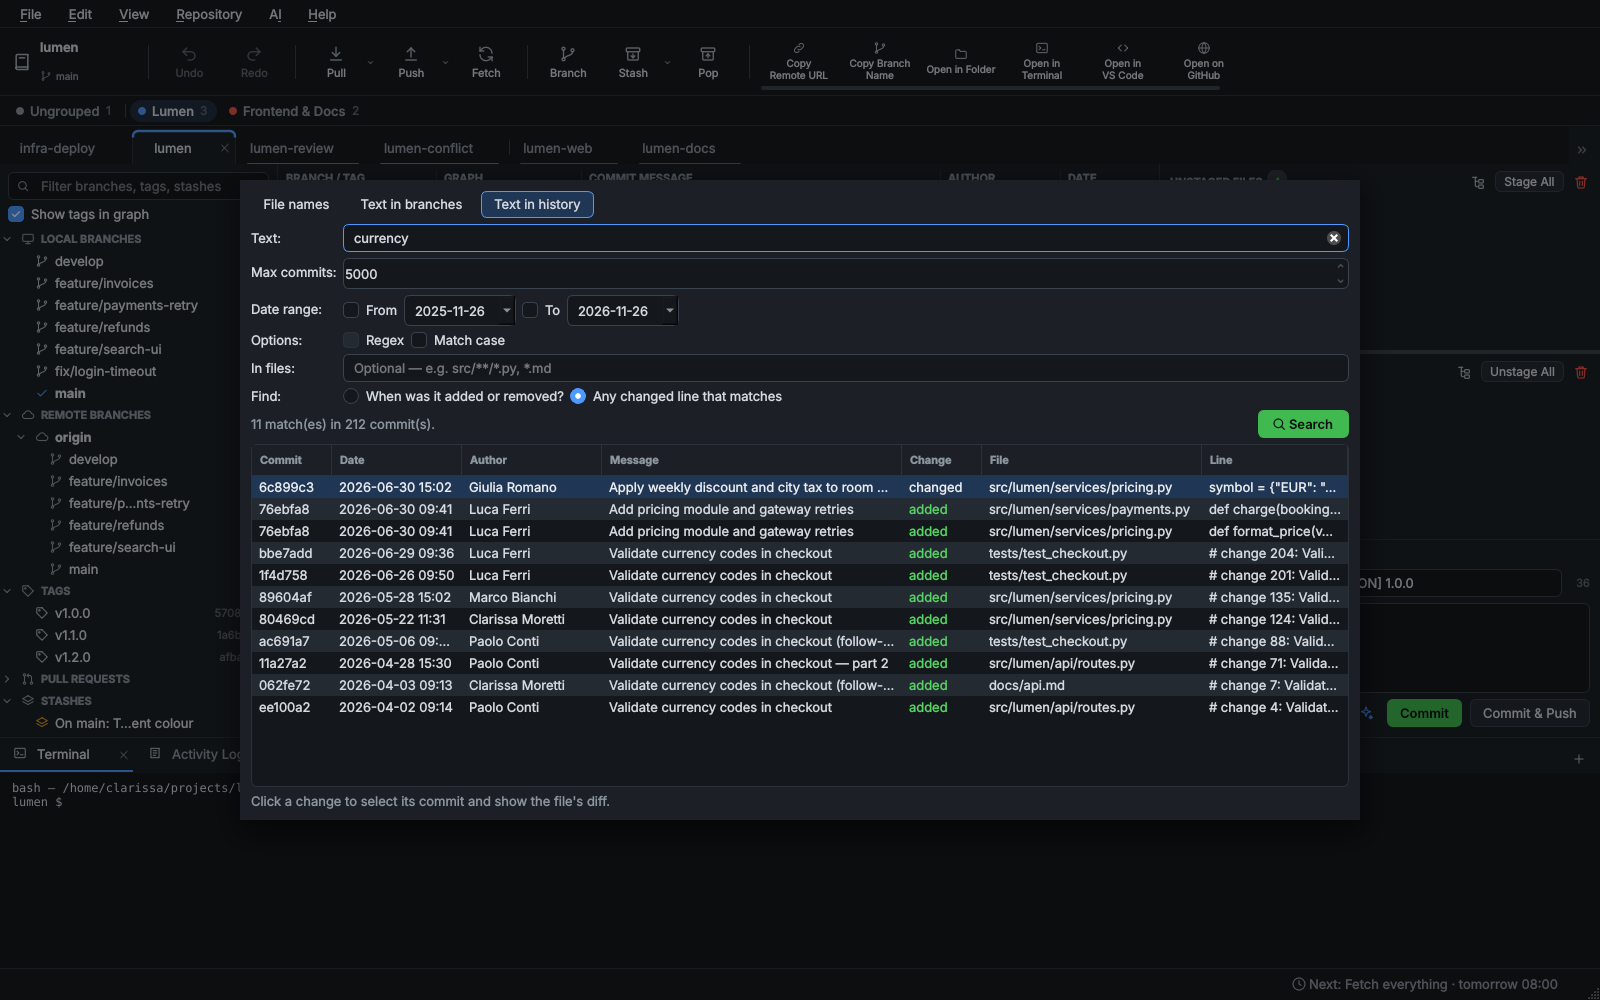 File Edit View Repository AI Help
lumen
main
Undo Redo Pull Push Fetch Branch Stash Pop
Copy Remote URL
Copy Branch Name
Open in Folder
Open in Terminal
Open in VS Code
Open on GitHub
Ungrouped 1 Lumen 3 Frontend & Docs 2
infra-deploy lumen lumen-review lumen-conflict lumen-web lumen-docs
Filter branches, tags, stashes
BRANCH / TAG GRAPH COMMIT MESSAGE AUTHOR DATE UNSTAGED FILES
Stage All
Show tags in graph
LOCAL BRANCHES
develop
feature/invoices
feature/payments-retry
feature/refunds
feature/search-ui
fix/login-timeout
main
REMOTE BRANCHES
origin
develop
feature/invoices
feature/p...nts-retry
feature/refunds
feature/search-ui
main
TAGS
v1.0.0 5708
v1.1.0 1a6b
v1.2.0 afba
PULL REQUESTS
STASHES
On main: T...ent colour
File names Text in branches Text in history
Text: currency
Max commits: 5000
Date range: From 2025-11-26 To 2026-11-26
Options: Regex Match case
In files: Optional — e.g. src/**/*.py, *.md
Find: When was it added or removed? Any changed line that matches
11 match(es) in 212 commit(s).
Search
Commit Date Author Message Change File Line
6c899c3 2026-06-30 15:02 Giulia Romano Apply weekly discount and city tax to room ... changed src/lumen/services/pricing.py symbol = {"EUR": "...
76ebfa8 2026-06-30 09:41 Luca Ferri Add pricing module and gateway retries added src/lumen/services/payments.py def charge(booking...
76ebfa8 2026-06-30 09:41 Luca Ferri Add pricing module and gateway retries added src/lumen/services/pricing.py def format_price(v...
bbe7add 2026-06-29 09:36 Luca Ferri Validate currency codes in checkout added tests/test_checkout.py # change 204: Vali...
1f4d758 2026-06-26 09:50 Luca Ferri Validate currency codes in checkout added tests/test_checkout.py # change 201: Valid...
89604af 2026-05-28 15:02 Marco Bianchi Validate currency codes in checkout added src/lumen/services/pricing.py # change 135: Valid...
80469cd 2026-05-22 11:31 Clarissa Moretti Validate currency codes in checkout added src/lumen/services/pricing.py # change 124: Valid...
ac691a7 2026-05-06 09:... Paolo Conti Validate currency codes in checkout (follow-... added tests/test_checkout.py # change 88: Valid...
11a27a2 2026-04-28 15:30 Paolo Conti Validate currency codes in checkout — part 2 added src/lumen/api/routes.py # change 71: Valida...
062fe72 2026-04-03 09:13 Clarissa Moretti Validate currency codes in checkout (follow-... added docs/api.md # change 7: Validat...
ee100a2 2026-04-02 09:14 Paolo Conti Validate currency codes in checkout added src/lumen/api/routes.py # change 4: Validat...
Click a change to select its commit and show the file's diff.
Unstage All
ON] 1.0.0 36
Commit Commit & Push
Terminal Activity Log
bash — /home/clarissa/projects/l
lumen $
Next: Fetch everything · tomorrow 08:00